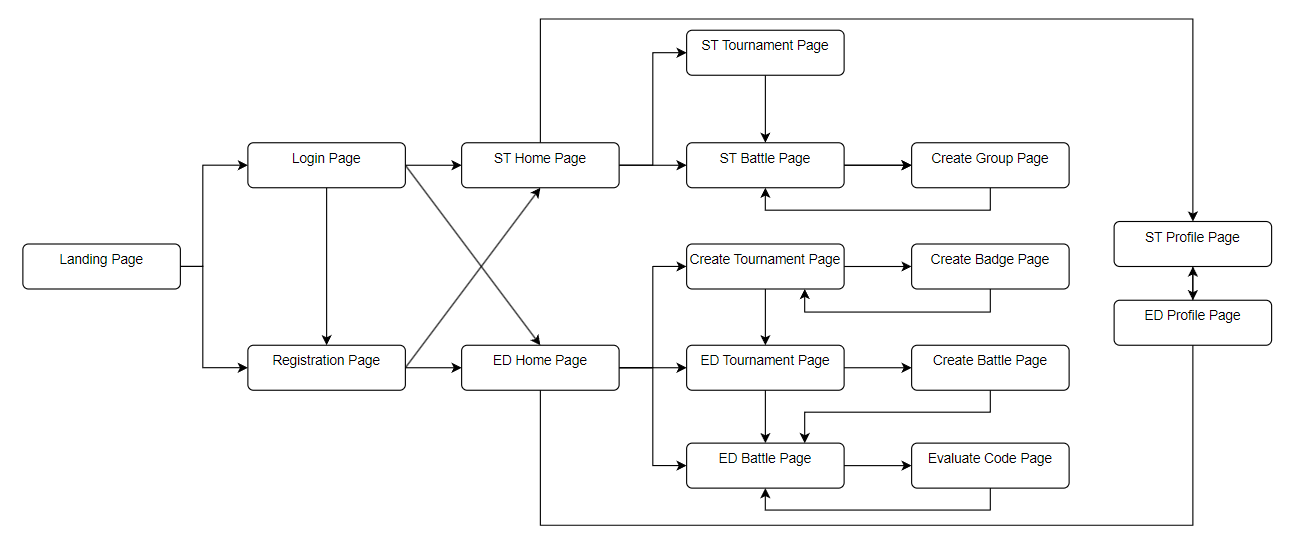 ST Tournament Page
Login Page
ST Home Page
ST Battle Page
Create Group Page
ST Profile Page
Landing Page
Create Tournament Page
Create Badge Page
ED Profile Page
Registration Page
ED Home Page
ED Tournament Page
Create Battle Page
ED Battle Page
Evaluate Code Page